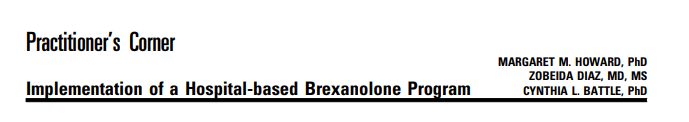 Practitioner's Corner
MARGARET M. HOWARD, PhD
ZOBEIDA DIAZ, MD, MS
Implementation of a Hospital-based Brexanolone Program
CYNTHIA L. BATTLE, PhD